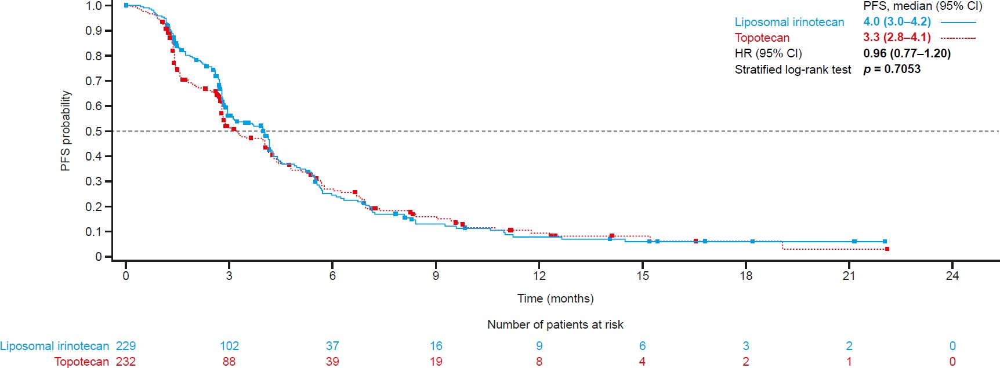 PFS, median (95% CI)
Liposomal irinotecan 4.0 (3.0–4.2)
Topotecan 3.3 (2.8–4.1)
HR (95% CI) 0.96 (0.77–1.20)
Stratified log-rank test p = 0.7053
PFS probability
1.0
0.9
0.8
0.7
0.6
0.5
0.4
0.3
0.2
0.1
0
0 3 6 9 12 15 18 21 24
Time (months)
Number of patients at risk
Liposomal irinotecan 229 102 37 16 9 6 3 2 0
Topotecan 232 88 39 19 8 4 2 1 0